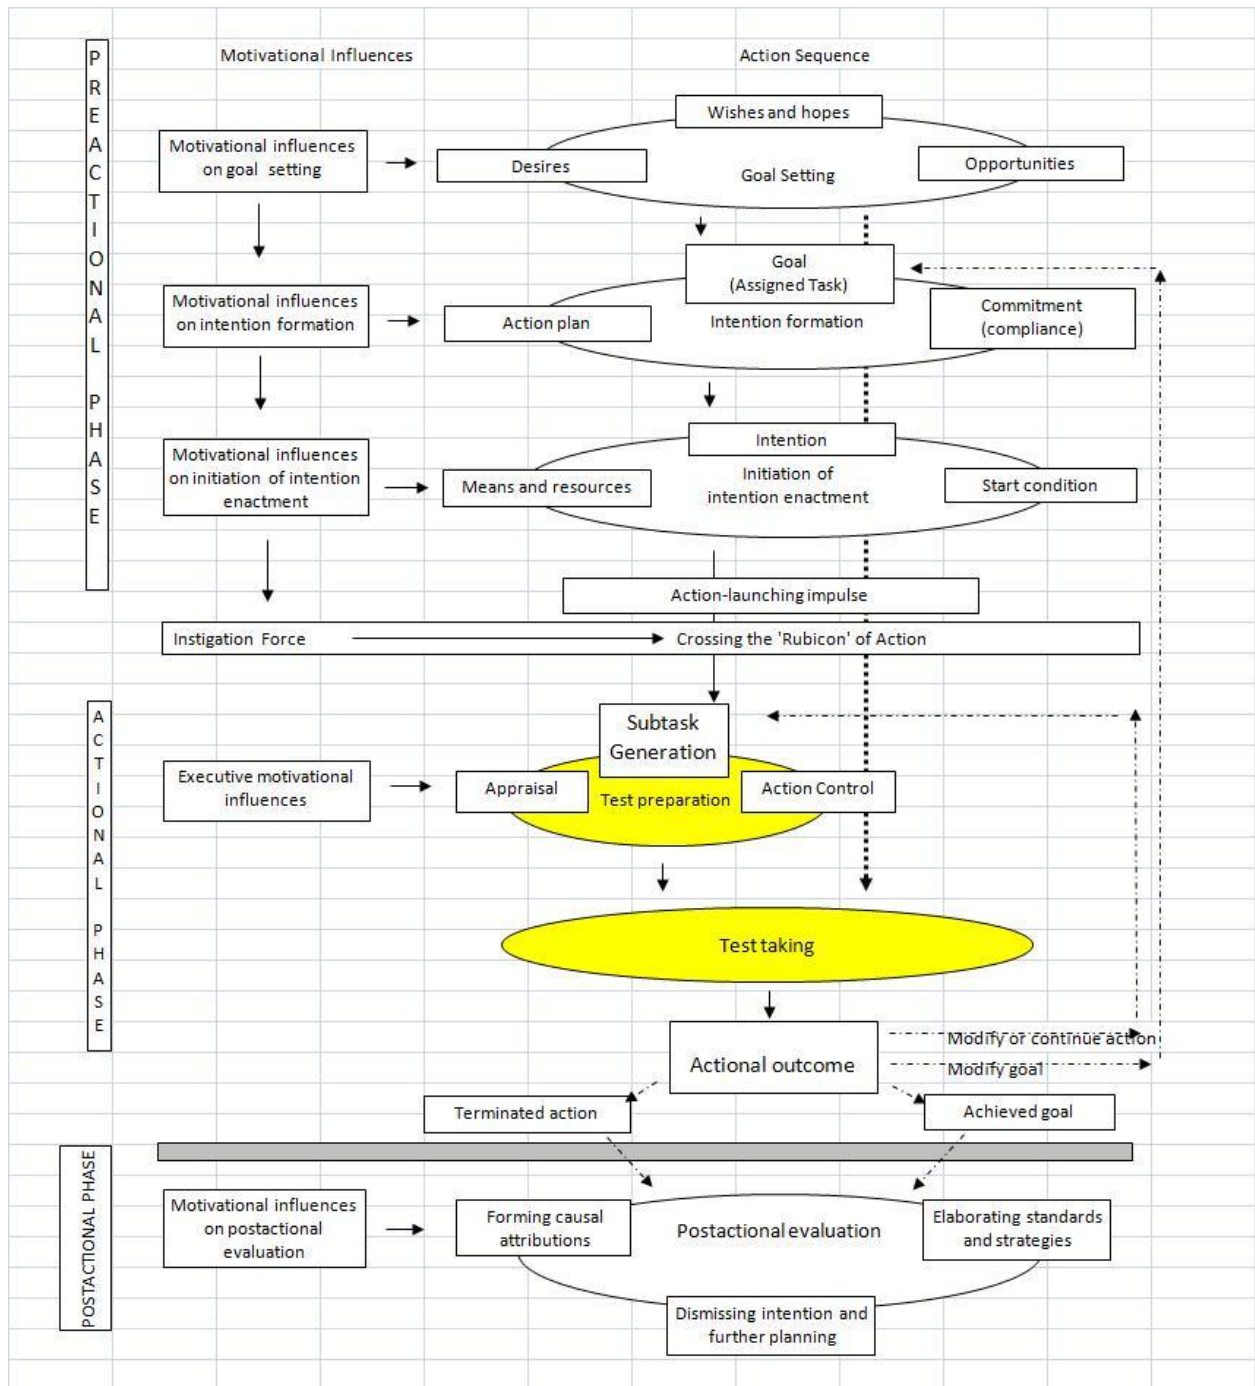 Motivational Influences
Action Sequence
PREACTIONAL PHASE
Wishes and hopes
Motivational influences
on goal setting
Desires
Goal Setting
Opportunities
Goal
(Assigned Task)
Motivational influences
on intention formation
Action plan
Intention formation
Commitment
(compliance)
Intention
Motivational influences
on initiation of intention
enactment
Means and resources
Initiation of
intention enactment
Start condition
Action-launching impulse
Instigation Force
Crossing the 'Rubicon' of Action
ACTIONAL PHASE
Subtask
Generation
Executive motivational
influences
Appraisal
Test preparation
Action Control
Test taking
Actional outcome
Modify or continue action
Modify goal
Terminated action
Achieved goal
POSTACTIONAL PHASE
Motivational influences
on postactional
evaluation
Forming causal
attributions
Postactional evaluation
Elaborating standards
and strategies
Dismissing intention and
further planning